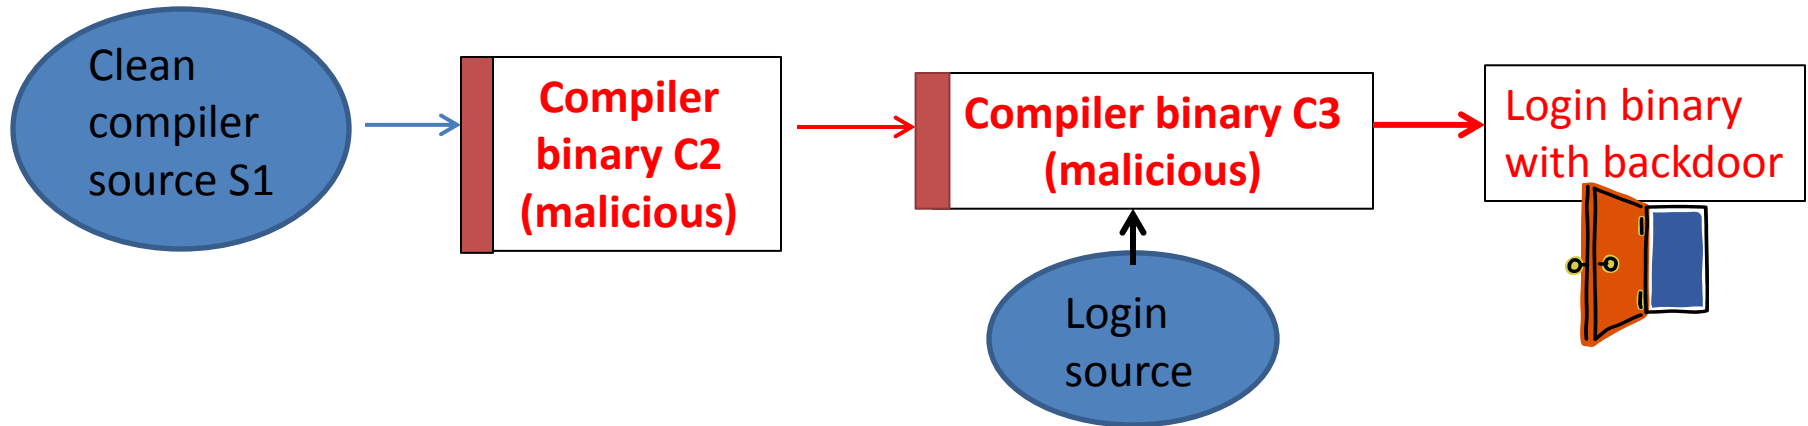 Clean
compiler
source S1
Compiler
binary C2
(malicious)
Compiler binary C3
(malicious)
Login binary
with backdoor
Login
source